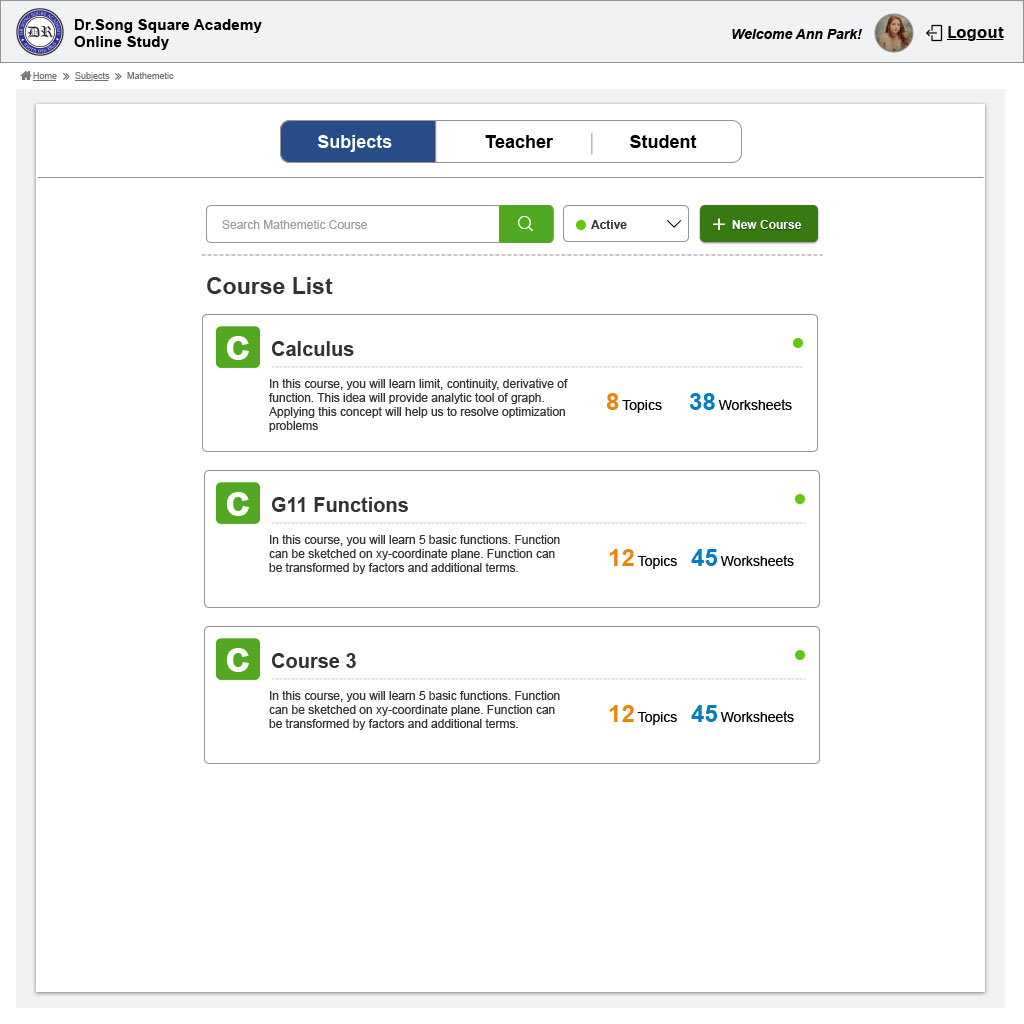 DR
Dr.Song Square Academy
Online Study
Welcome Ann Park!
Logout
Home Subjects Mathemetic
Subjects Teacher Student
Search Mathemetic Course Active + New Course
Course List
C Calculus
In this course, you will learn limit, continuity, derivative of
function. This idea will provide analytic tool of graph.
Applying this concept will help us to resolve optimization
problems
8 Topics 38 Worksheets
C G11 Functions
In this course, you will learn 5 basic functions. Function
can be sketched on xy-coordinate plane. Function can
be transformed by factors and additional terms.
12 Topics 45 Worksheets
C Course 3
In this course, you will learn 5 basic functions. Function
can be sketched on xy-coordinate plane. Function can
be transformed by factors and additional terms.
12 Topics 45 Worksheets